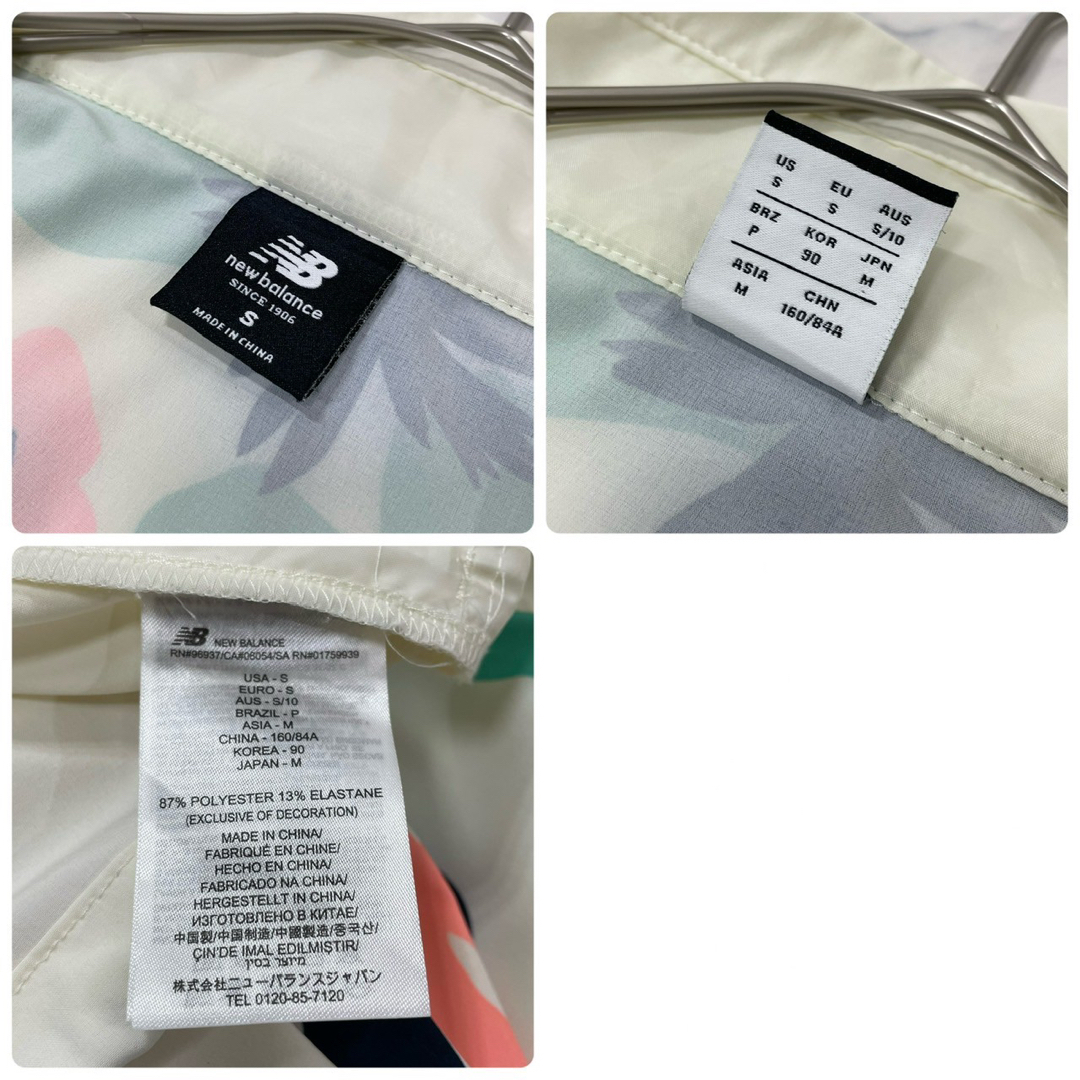 NB
new balance
SINCE 1906
S
MADE IN CHINA
US EU AUS
S S S/10
BRZ KOR JPN
P 90 M
ASIA CHN
M 160/84A
NB NEW BALANCE
RN#96937/CA#06054/SA RN#01759939
USA - S
EURO - S
AUS - S/10
BRAZIL - P
ASIA - M
CHINA - 160/84A
KOREA - 90
JAPAN - M
87% POLYESTER 13% ELASTANE
(EXCLUSIVE OF DECORATION)
MADE IN CHINA/
FABRIQUÉ EN CHINE/
HECHO EN CHINA/
FABRICADO NA CHINA/
HERGESTELLT IN CHINA/
ИЗГОТОВЛЕНО В КИТАЕ/
中国製/中国制造/中國製造/중국산/
ÇIN'DE IMAL EDILMIŞTIR/
מיוצר בסין
株式会社ニューバランスジャパン
TEL 0120-85-7120